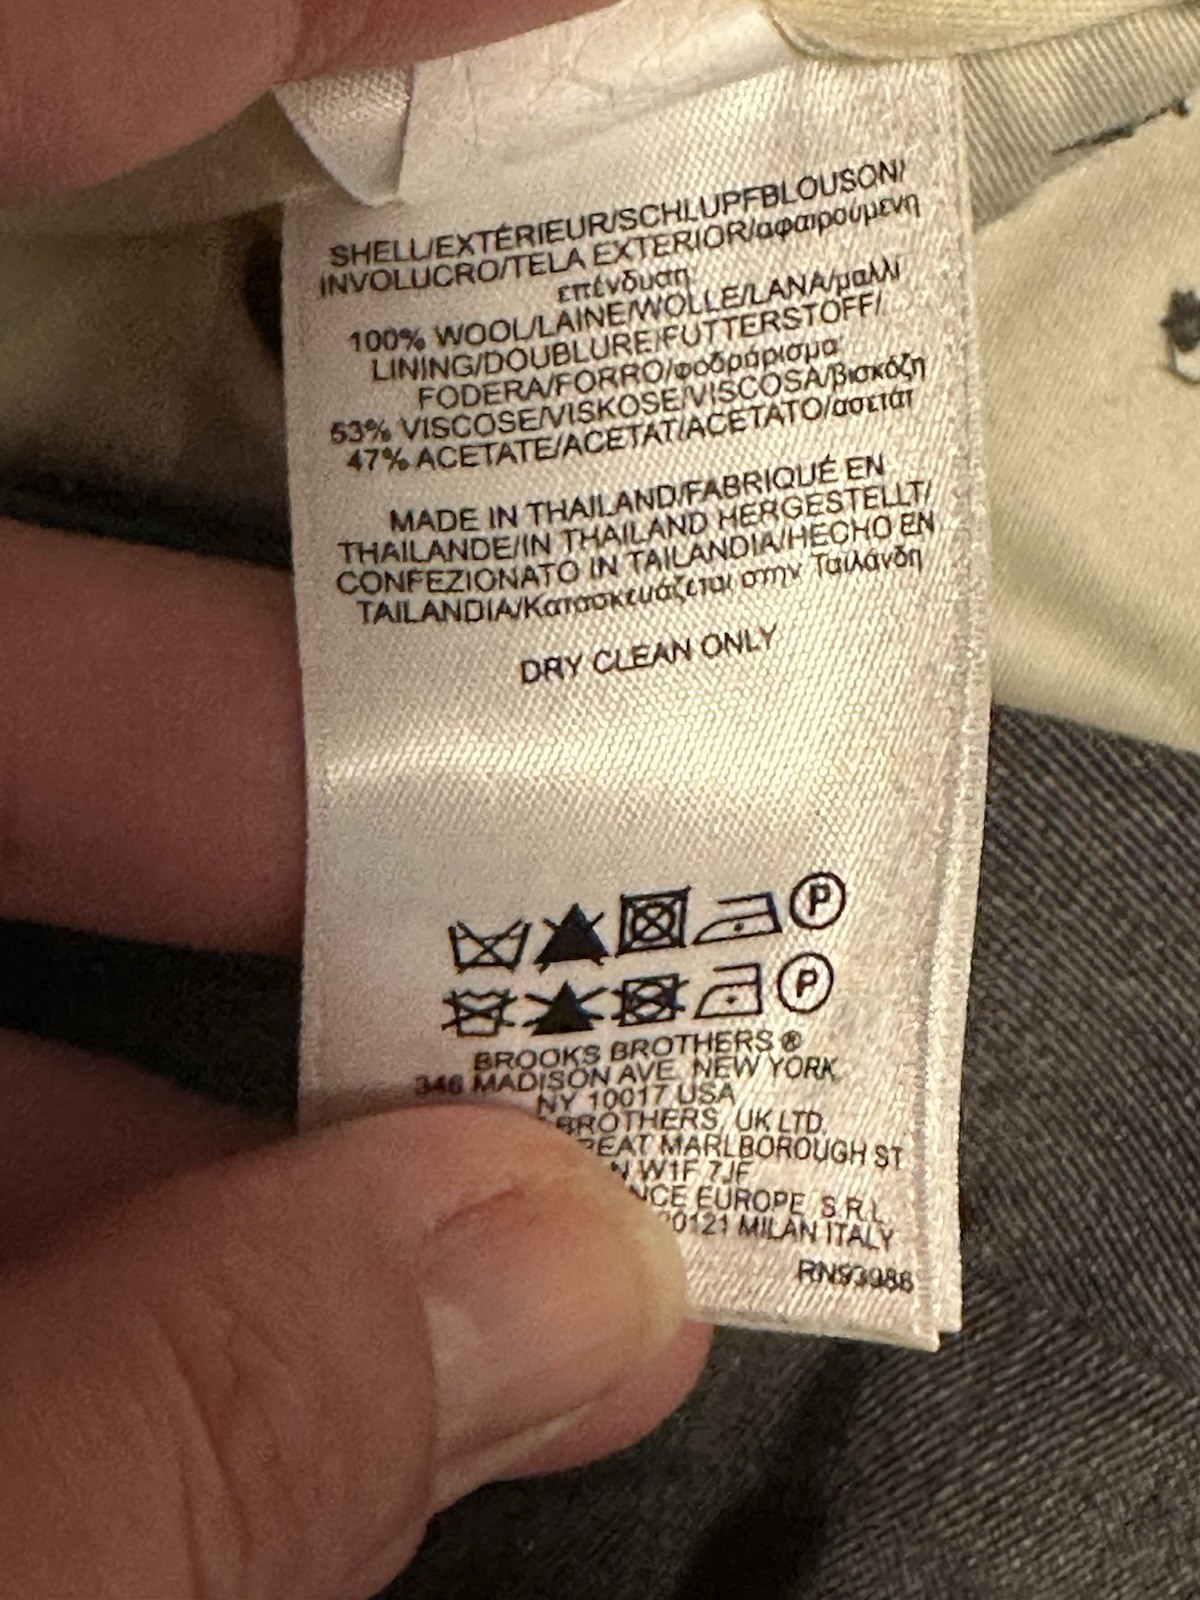 SHELL/EXTÉRIEUR/SCHLUPFBLOUSON/
INVOLUCRO/TELA EXTERIOR/αφαιρούμενη
επένδυση
100% WOOL/LAINE/WOLLE/LANA/μαλλί
LINING/DOUBLURE/FUTTERSTOFF/
FODERA/FORRO/φοδράρισμα
53% VISCOSE/VISKOSE/VISCOSA/βισκόζη
47% ACETATE/ACETAT/ACETATO/ασετάτ
MADE IN THAILAND/FABRIQUÉ EN
THAILANDE/IN THAILAND HERGESTELLT/
CONFEZIONATO IN TAILANDIA/HECHO EN
TAILANDIA/Κατασκευάζεται στην Ταϊλάνδη
DRY CLEAN ONLY
P
P
BROOKS BROTHERS ®
346 MADISON AVE. NEW YORK
NY 10017 USA
BROTHERS, UK LTD.
REAT MARLBOROUGH ST
N W1F 7JF
NCE EUROPE, S.R.L.
20121 MILAN ITALY
RN93986